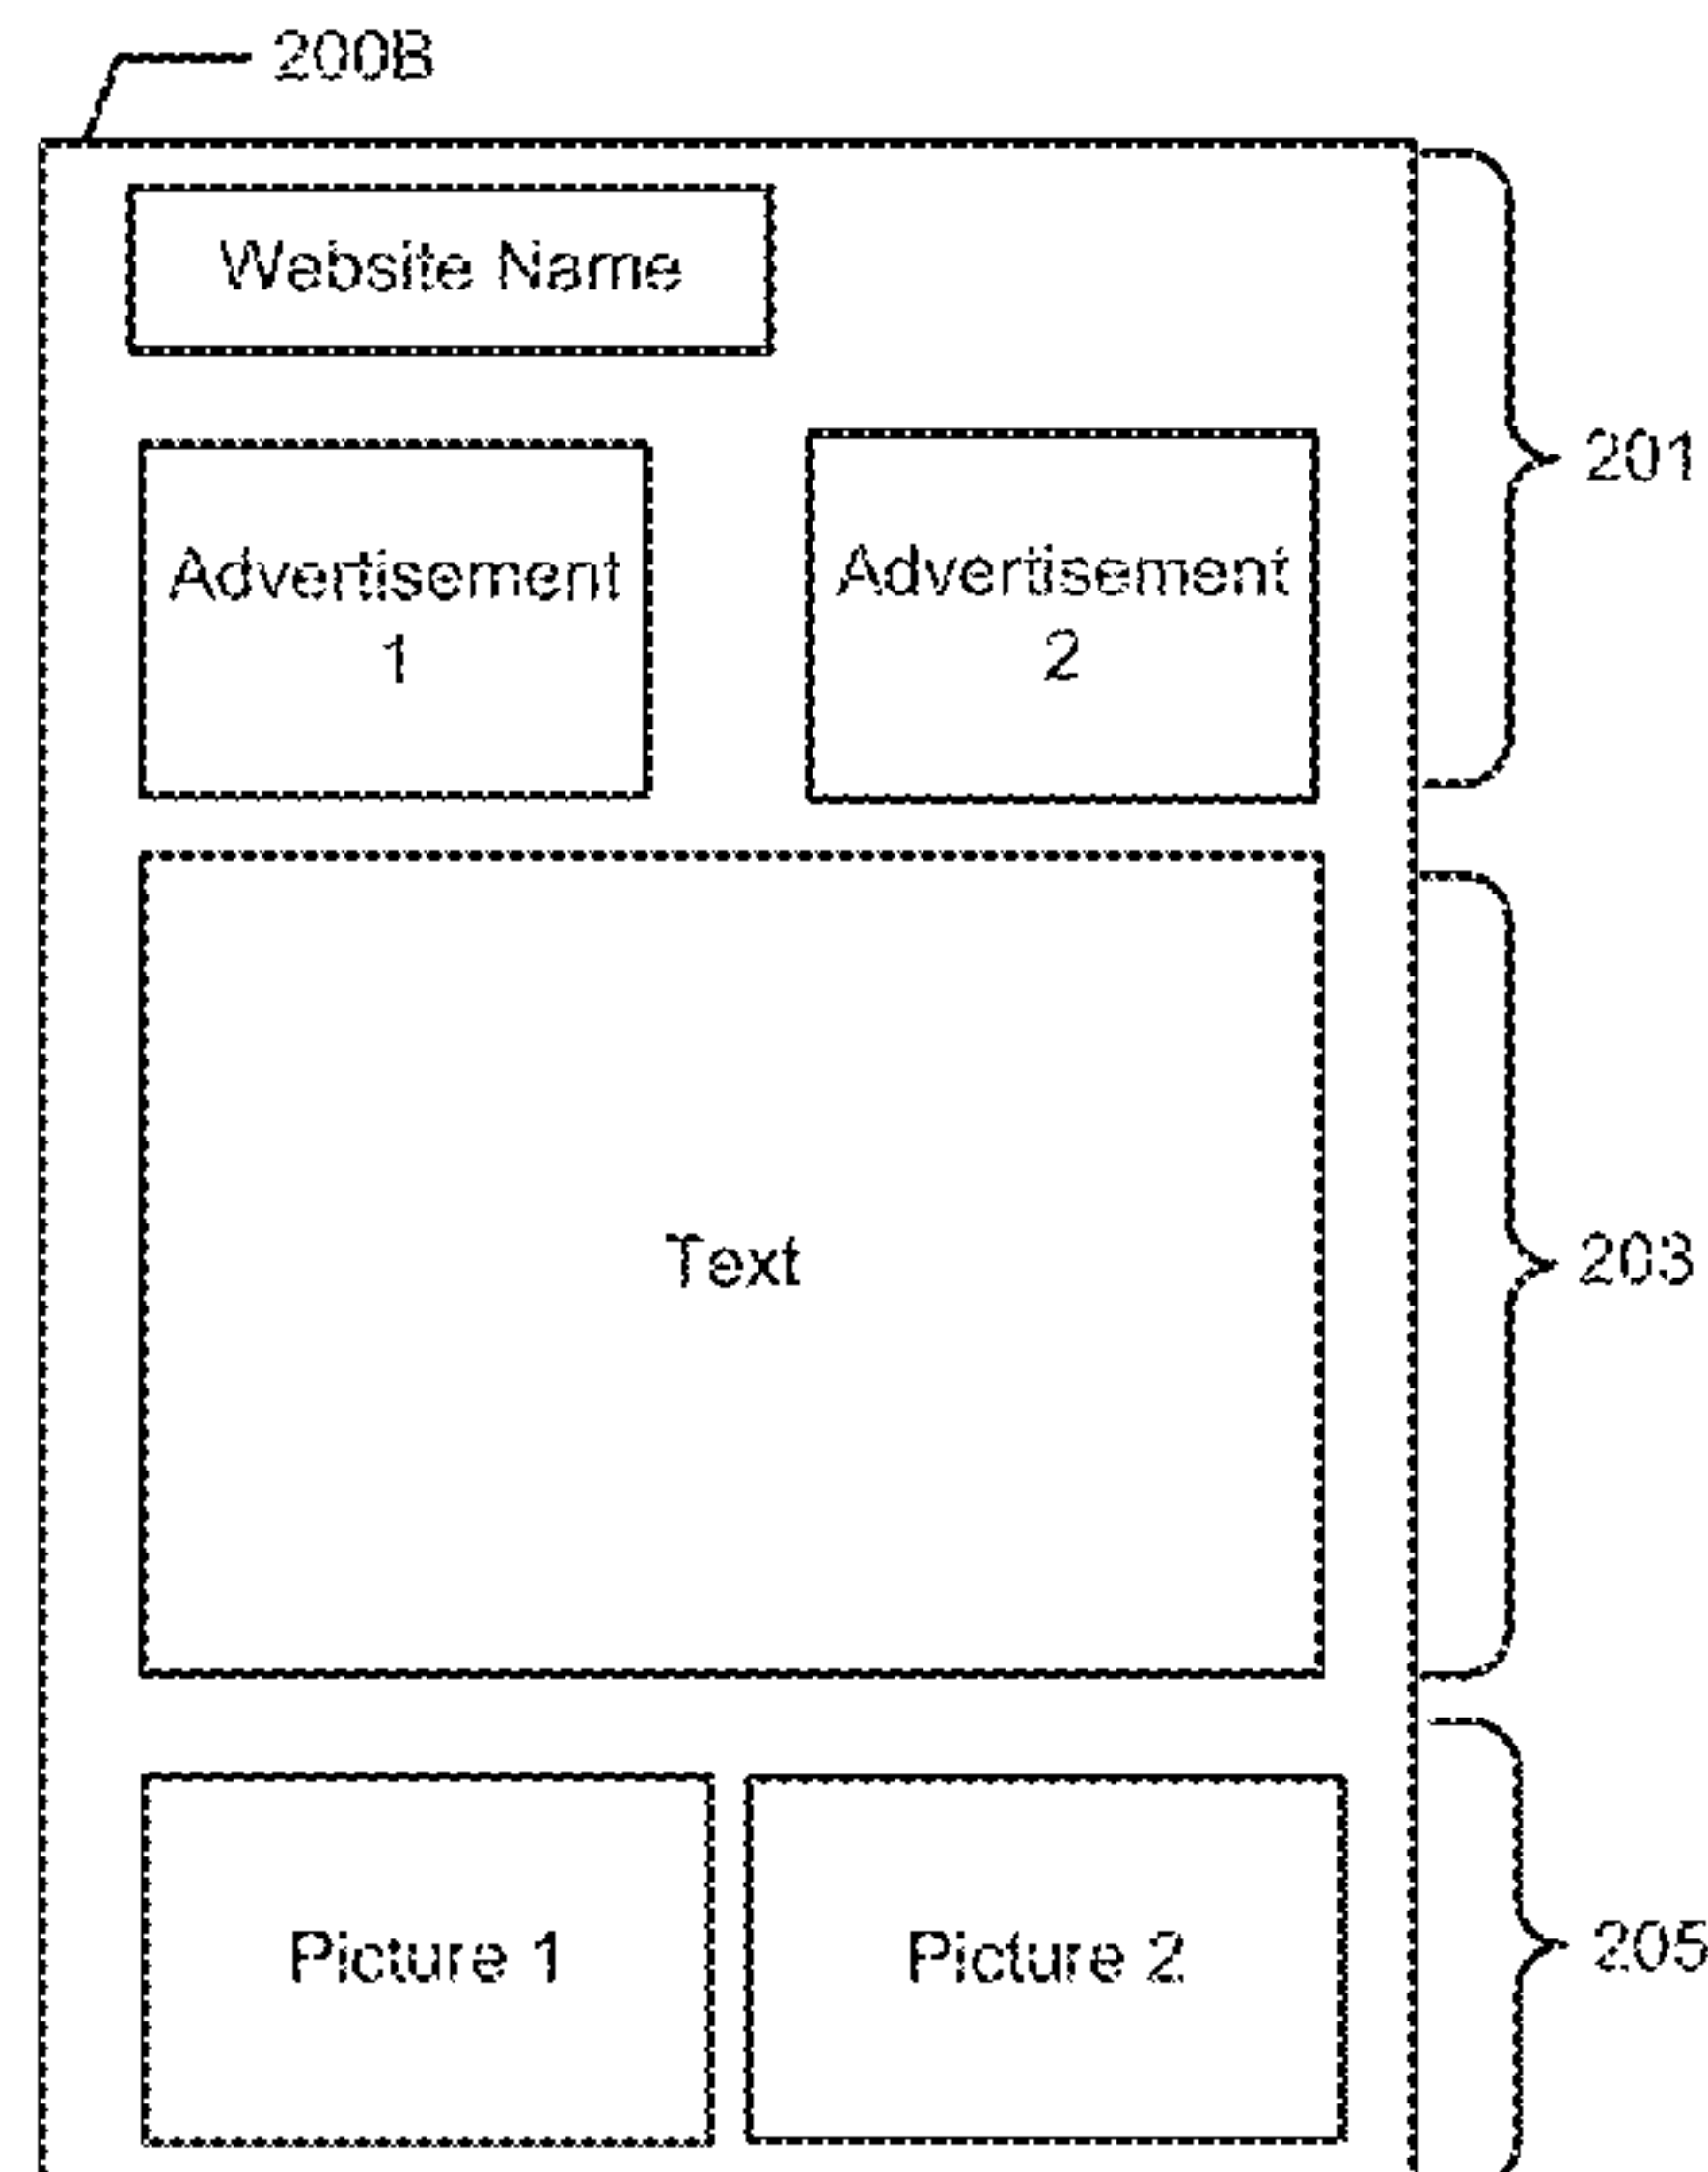 200B
Website Name
201
Advertisement
1
Advertisement
2
Text
203
Picture 1
Picture 2
205